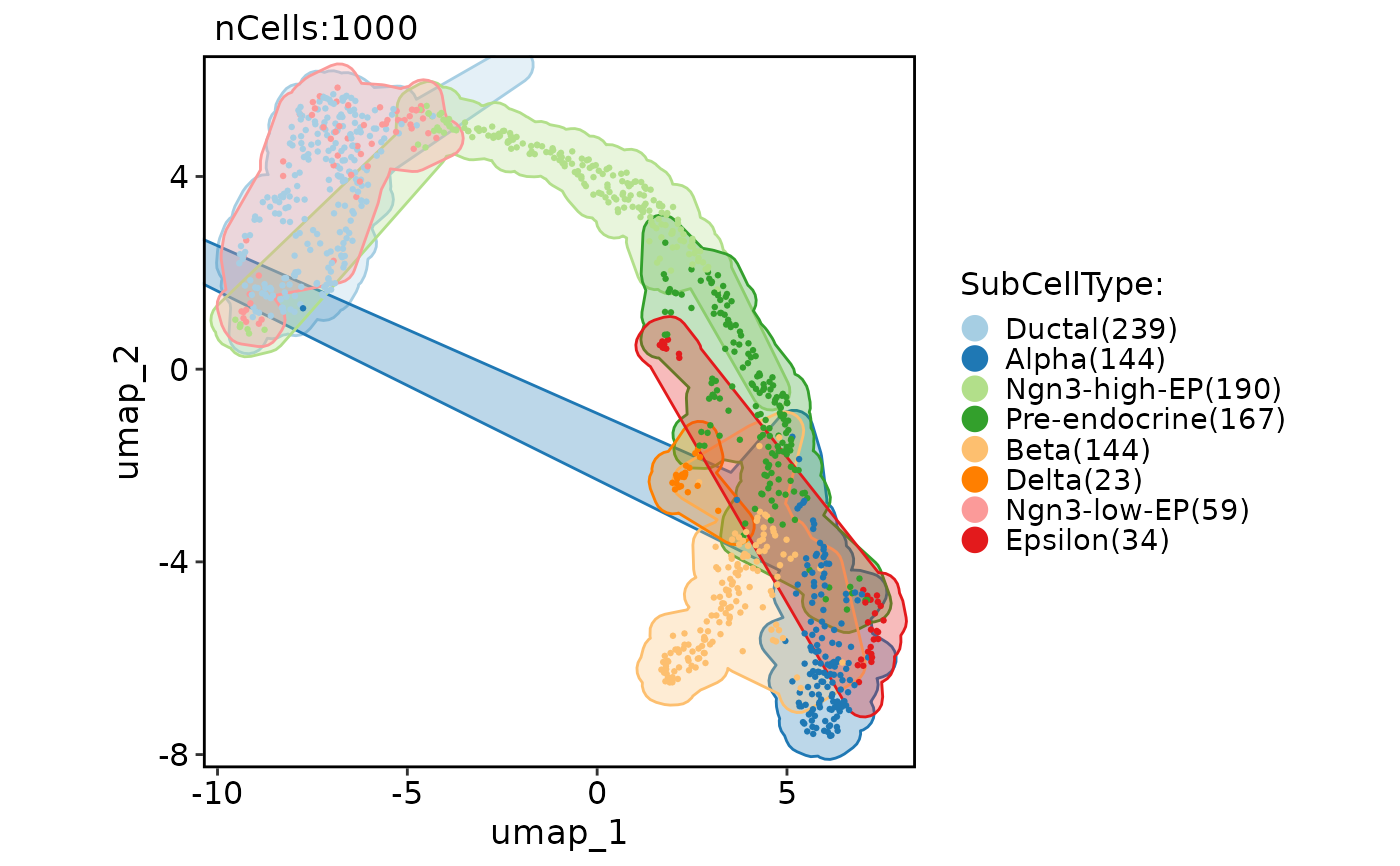 nCells:1000
umap_2
4
0
-4
-8
-10
-5
0
5
umap_1
SubCellType:
Ductal(239)
Alpha(144)
Ngn3-high-EP(190)
Pre-endocrine(167)
Beta(144)
Delta(23)
Ngn3-low-EP(59)
Epsilon(34)